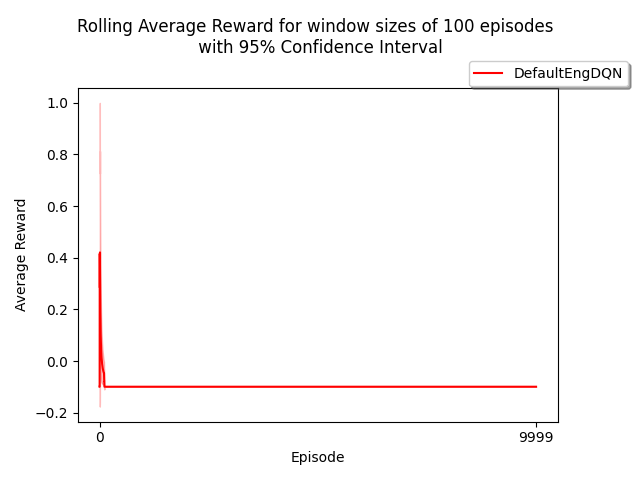 Rolling Average Reward for window sizes of 100 episodes
with 95% Confidence Interval
DefaultEngDQN
1.0
0.8
0.6
0.4
0.2
0.0
−0.2
Average Reward
0
9999
Episode